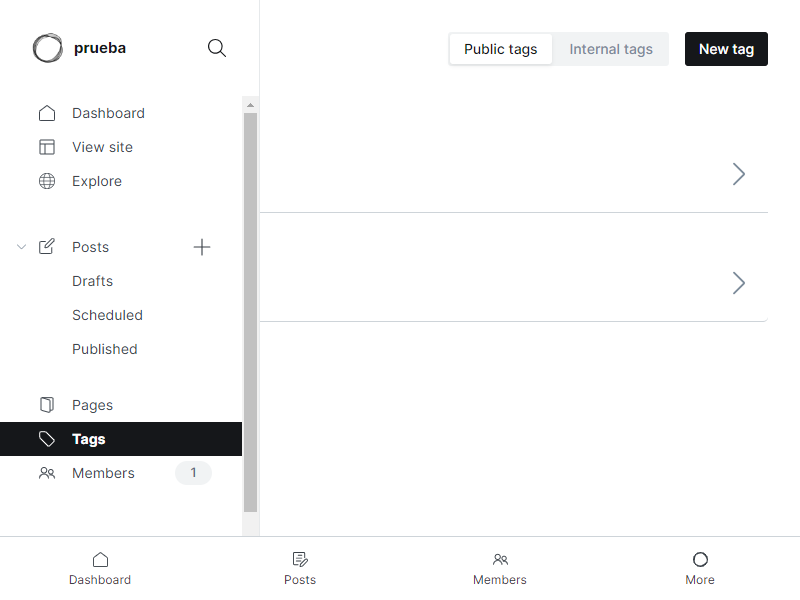 prueba
Public tags
Internal tags
New tag
Dashboard
View site
Explore
Posts
Drafts
Scheduled
Published
Pages
Tags
Members
1
Dashboard
Posts
Members
More